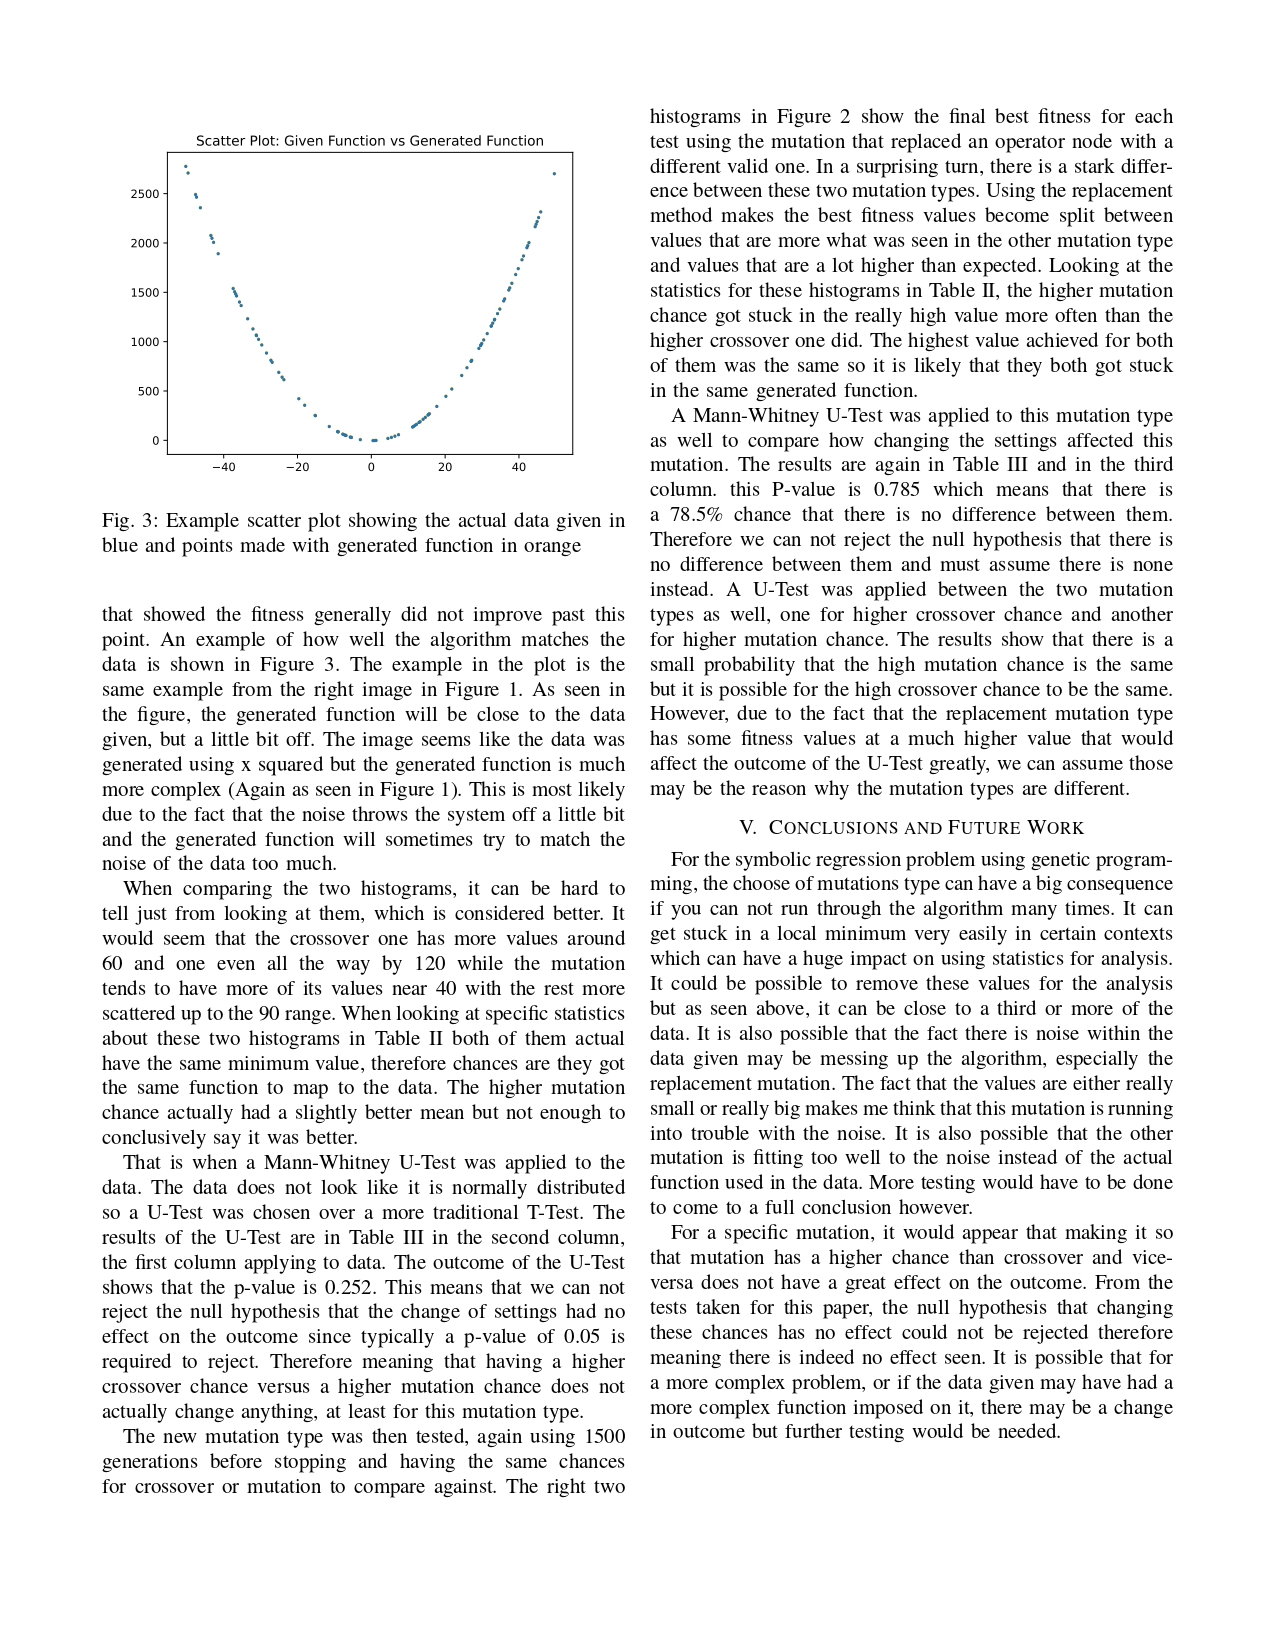 Scatter Plot: Given Function vs Generated Function
2500
2000
1500
1000
500
0
−40
−20
0
20
40
Fig. 3: Example scatter plot showing the actual data given in
blue and points made with generated function in orange
that showed the fitness generally did not improve past this
point. An example of how well the algorithm matches the
data is shown in Figure 3. The example in the plot is the
same example from the right image in Figure 1. As seen in
the figure, the generated function will be close to the data
given, but a little bit off. The image seems like the data was
generated using x squared but the generated function is much
more complex (Again as seen in Figure 1). This is most likely
due to the fact that the noise throws the system off a little bit
and the generated function will sometimes try to match the
noise of the data too much.
When comparing the two histograms, it can be hard to
tell just from looking at them, which is considered better. It
would seem that the crossover one has more values around
60 and one even all the way by 120 while the mutation
tends to have more of its values near 40 with the rest more
scattered up to the 90 range. When looking at specific statistics
about these two histograms in Table II both of them actual
have the same minimum value, therefore chances are they got
the same function to map to the data. The higher mutation
chance actually had a slightly better mean but not enough to
conclusively say it was better.
That is when a Mann-Whitney U-Test was applied to the
data. The data does not look like it is normally distributed
so a U-Test was chosen over a more traditional T-Test. The
results of the U-Test are in Table III in the second column,
the first column applying to data. The outcome of the U-Test
shows that the p-value is 0.252. This means that we can not
reject the null hypothesis that the change of settings had no
effect on the outcome since typically a p-value of 0.05 is
required to reject. Therefore meaning that having a higher
crossover chance versus a higher mutation chance does not
actually change anything, at least for this mutation type.
The new mutation type was then tested, again using 1500
generations before stopping and having the same chances
for crossover or mutation to compare against. The right two
histograms in Figure 2 show the final best fitness for each
test using the mutation that replaced an operator node with a
different valid one. In a surprising turn, there is a stark differ-
ence between these two mutation types. Using the replacement
method makes the best fitness values become split between
values that are more what was seen in the other mutation type
and values that are a lot higher than expected. Looking at the
statistics for these histograms in Table II, the higher mutation
chance got stuck in the really high value more often than the
higher crossover one did. The highest value achieved for both
of them was the same so it is likely that they both got stuck
in the same generated function.
A Mann-Whitney U-Test was applied to this mutation type
as well to compare how changing the settings affected this
mutation. The results are again in Table III and in the third
column. this P-value is 0.785 which means that there is
a 78.5% chance that there is no difference between them.
Therefore we can not reject the null hypothesis that there is
no difference between them and must assume there is none
instead. A U-Test was applied between the two mutation
types as well, one for higher crossover chance and another
for higher mutation chance. The results show that there is a
small probability that the high mutation chance is the same
but it is possible for the high crossover chance to be the same.
However, due to the fact that the replacement mutation type
has some fitness values at a much higher value that would
affect the outcome of the U-Test greatly, we can assume those
may be the reason why the mutation types are different.
V. CONCLUSIONS AND FUTURE WORK
For the symbolic regression problem using genetic program-
ming, the choose of mutations type can have a big consequence
if you can not run through the algorithm many times. It can
get stuck in a local minimum very easily in certain contexts
which can have a huge impact on using statistics for analysis.
It could be possible to remove these values for the analysis
but as seen above, it can be close to a third or more of the
data. It is also possible that the fact there is noise within the
data given may be messing up the algorithm, especially the
replacement mutation. The fact that the values are either really
small or really big makes me think that this mutation is running
into trouble with the noise. It is also possible that the other
mutation is fitting too well to the noise instead of the actual
function used in the data. More testing would have to be done
to come to a full conclusion however.
For a specific mutation, it would appear that making it so
that mutation has a higher chance than crossover and vice-
versa does not have a great effect on the outcome. From the
tests taken for this paper, the null hypothesis that changing
these chances has no effect could not be rejected therefore
meaning there is indeed no effect seen. It is possible that for
a more complex problem, or if the data given may have had a
more complex function imposed on it, there may be a change
in outcome but further testing would be needed.